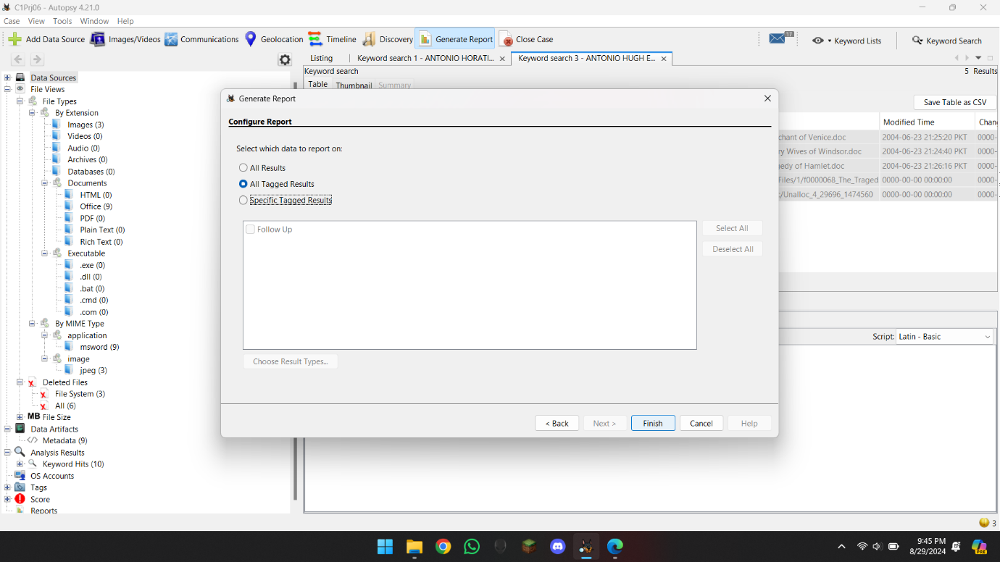 C1Prj06 - Autopsy 4.21.0
Case View Tools Window Help
Add Data Source Images/Videos Communications Geolocation Timeline Discovery Generate Report Close Case 12 Keyword Lists Keyword Search
Listing Keyword search 1 - ANTONIO HORATI... × Keyword search 3 - ANTONIO HUGH E... ×
Keyword search 5 Results
Table Thumbnail Summary
Save Table as CSV
Modified Time Chan
chant of Venice.doc 2004-06-23 21:25:20 PKT 0000-
ry Wives of Windsor.doc 2004-06-23 21:24:40 PKT 0000-
edy of Hamlet.doc 2004-06-23 21:26:16 PKT 0000-
Files/1/f0000068_The_Traged 0000-00-00 00:00:00 0000-
/Unalloc_4_29696_1474560 0000-00-00 00:00:00 0000-
Script: Latin - Basic
Data Sources
File Views
File Types
By Extension
Images (3)
Videos (0)
Audio (0)
Archives (0)
Databases (0)
Documents
HTML (0)
Office (9)
PDF (0)
Plain Text (0)
Rich Text (0)
Executable
.exe (0)
.dll (0)
.bat (0)
.cmd (0)
.com (0)
By MIME Type
application
msword (9)
image
jpeg (3)
Deleted Files
File System (3)
All (6)
MB File Size
Data Artifacts
Metadata (9)
Analysis Results
Keyword Hits (10)
OS Accounts
Tags
Score
Reports
Generate Report
Configure Report
Select which data to report on:
All Results
All Tagged Results
Specific Tagged Results
Follow Up
Select All
Deselect All
Choose Result Types...
< Back Next > Finish Cancel Help
3
9:45 PM
8/29/2024
PRE